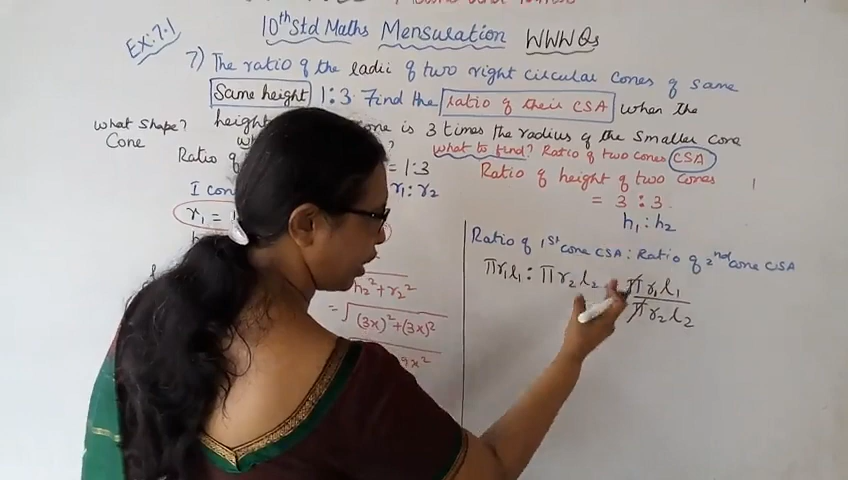 10th Std Maths Mensuration WWW Qs
Ex:7.1
7) The ratio of the radii of two right circular cones of same
Same height 1:3 Find the ratio of their CSA when the
height cone is 3 times the radius of the smaller cone
What Shape?
Cone
What to find? Ratio of two cones CSA
Ratio of = 1:3
r1 : r2
I con
r1 =
Ratio of height of two cones
= 3 : 3
h1 : h2
h2² + r2²
√(3x)² + (3x)²
9x²
Ratio of 1st cone CSA : Ratio of 2nd cone CSA
πr1l1 : πr2l2
πr1l1
πr2l2